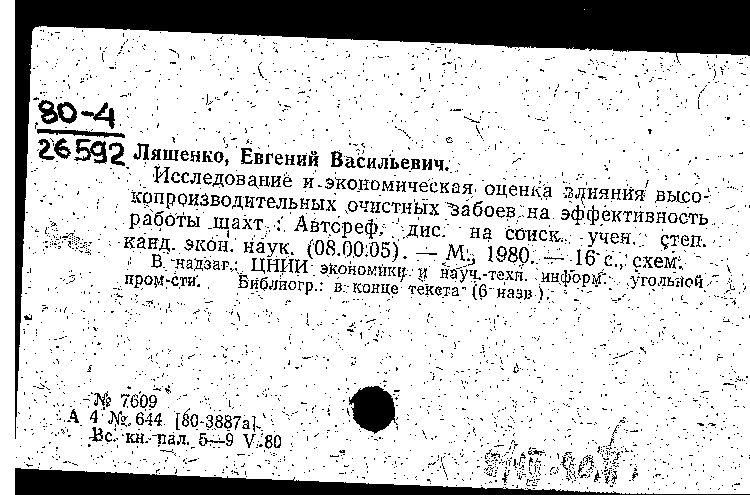 80-4
26592
Ляшенко, Евгений Васильевич.
Исследование и экономическая оценка влияния высо-
копроизводительных очистных забоев на эффективность
работы шахт : Автореф. дис. на соиск. учен. степ.
канд. экон. наук. (08.00.05). — М., 1980. — 16 с., схем.
В надзаг.: ЦНИИ экономики и науч.-техн. информ. угольной
пром-сти. Библиогр.: в конце текста (6 назв.).
№ 7609
А 4 № 644 [80-3887а]
Вс. кн. пал. 5—9 V.80